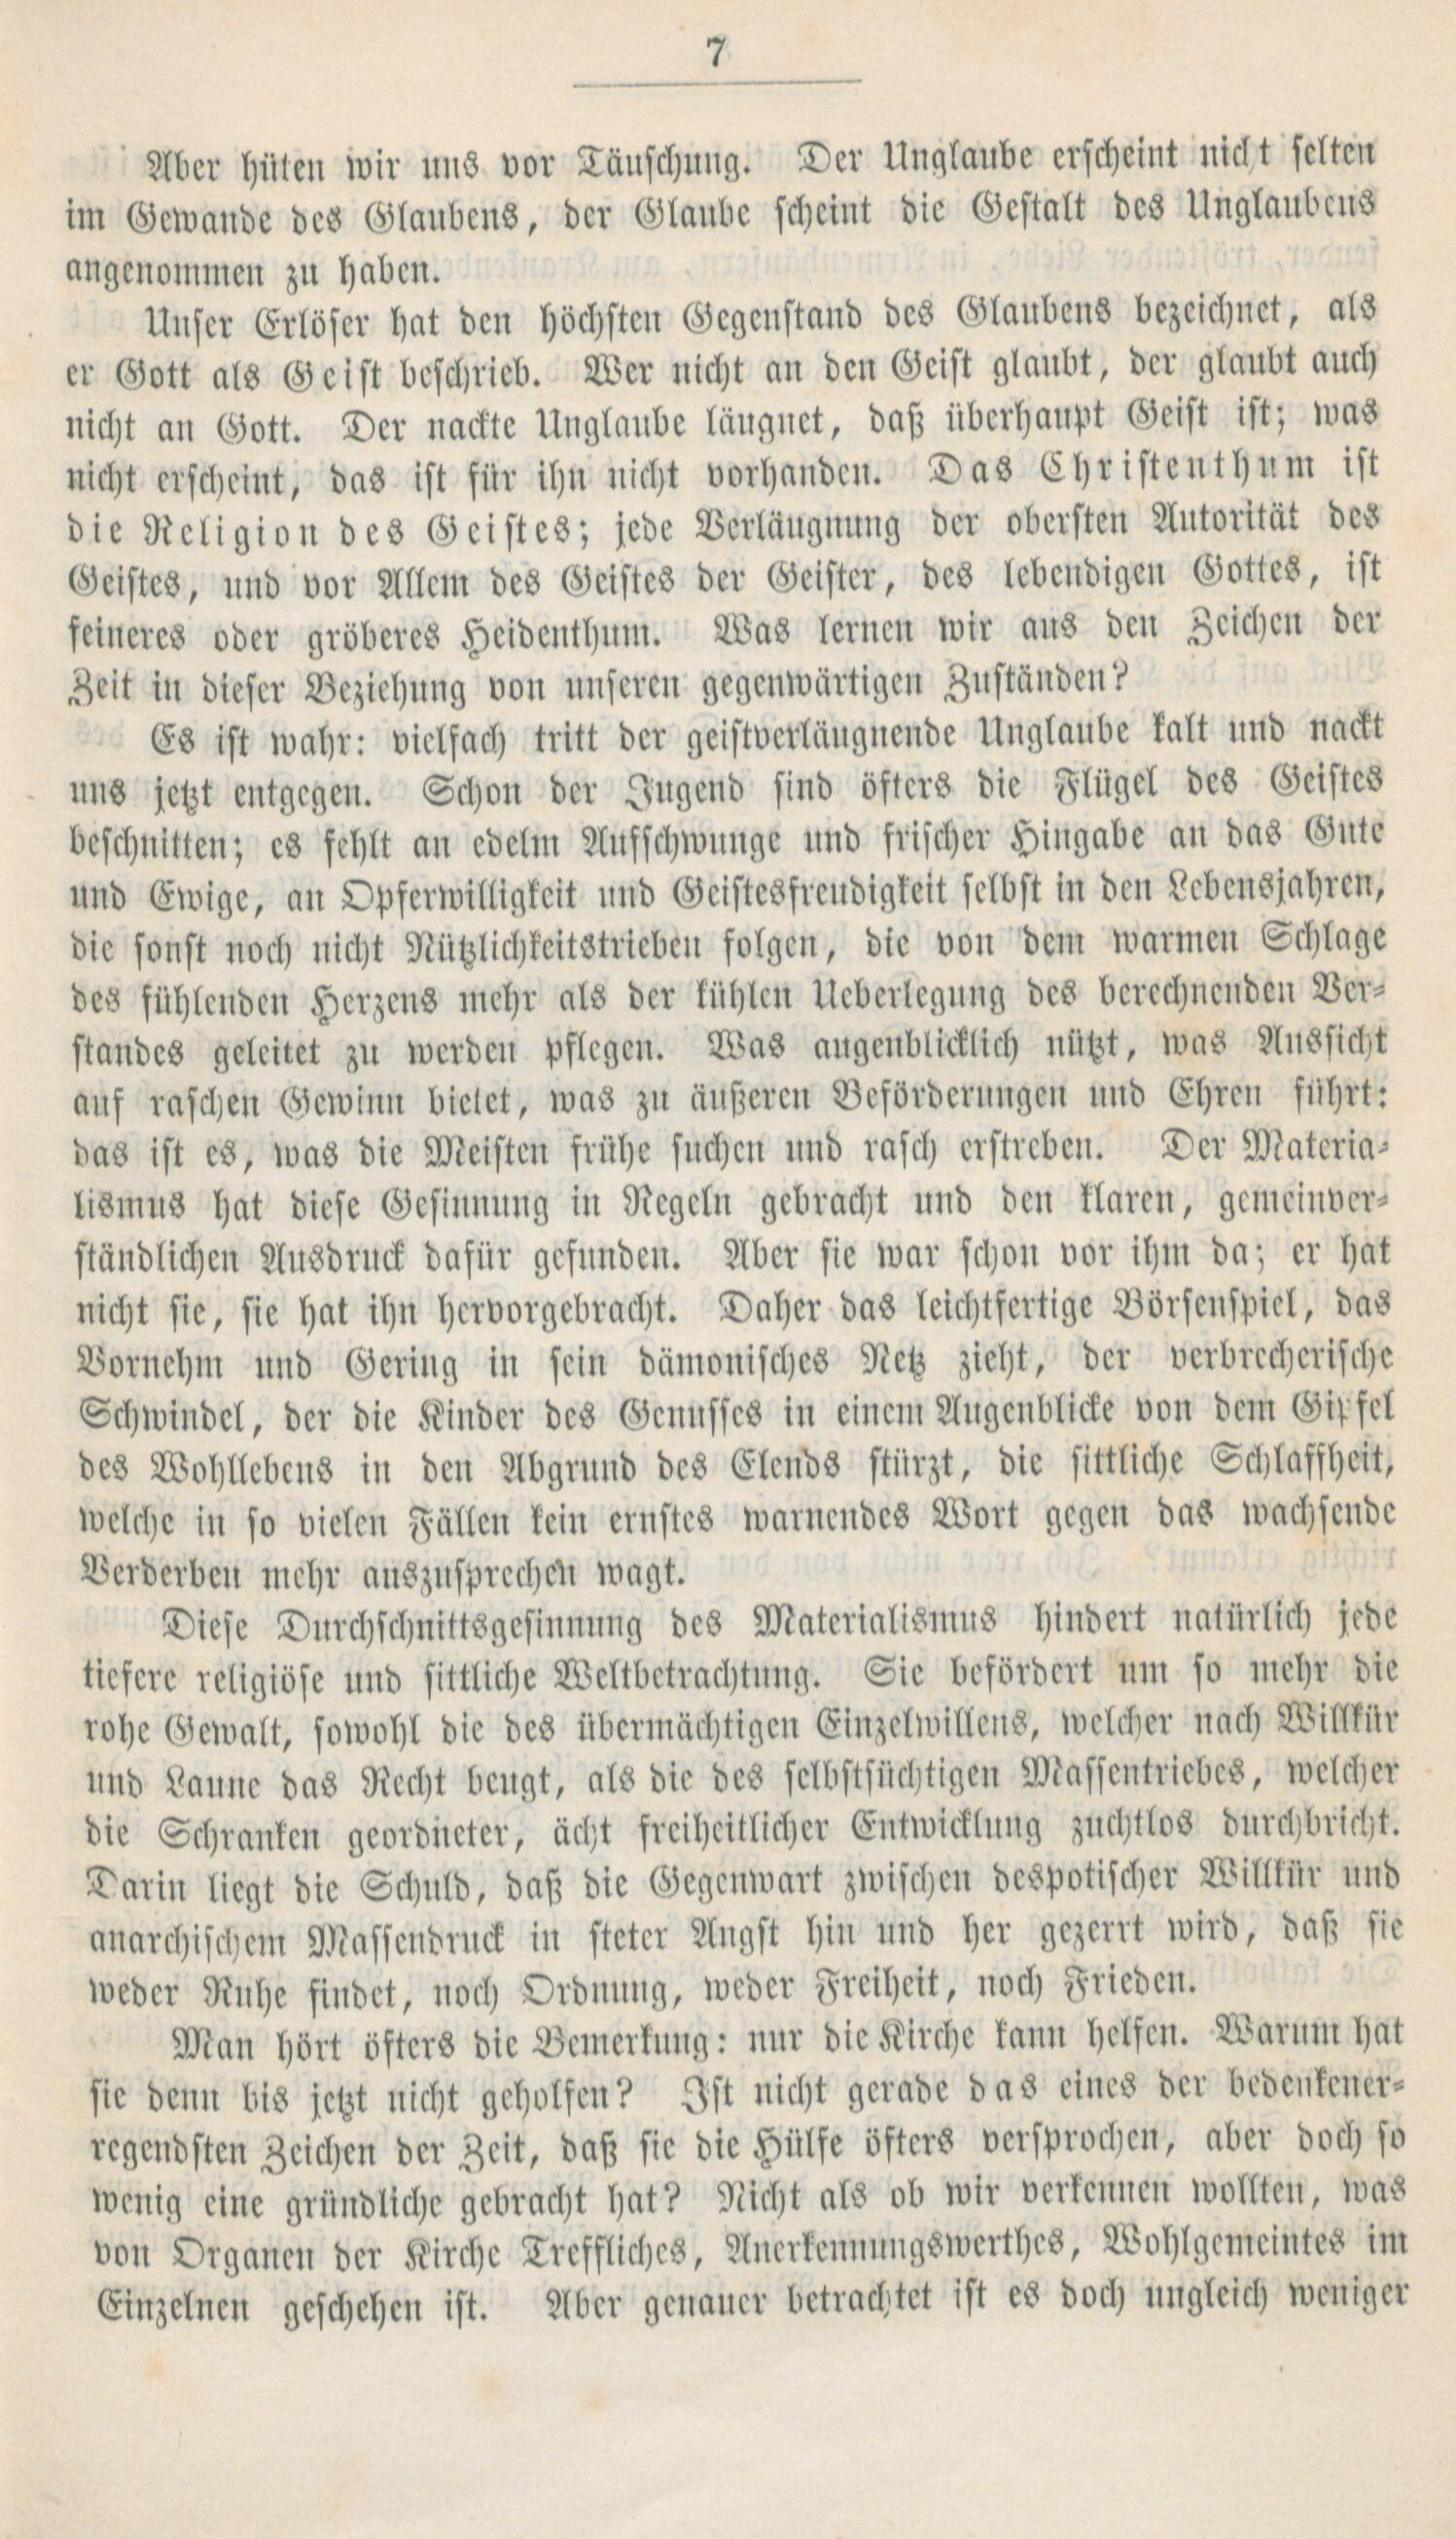 7
Aber hüten wir uns vor Täuschung. Der Unglaube erscheint nicht selten
im Gewande des Glaubens, der Glaube scheint die Gestalt des Unglaubens
angenommen zu haben.
Unser Erlöser hat den höchsten Gegenstand des Glaubens bezeichnet, als
er Gott als Geist beschrieb. Wer nicht an den Geist glaubt, der glaubt auch
nicht an Gott. Der nackte Unglaube läugnet, daß überhaupt Geist ist; was
nicht erscheint, das ist für ihn nicht vorhanden. Das Christenthum ist
die Religion des Geistes; jede Verläugnung der obersten Autorität des
Geistes, und vor Allem des Geistes der Geister, des lebendigen Gottes, ist
feineres oder gröberes Heidenthum. Was lernen wir aus den Zeichen der
Zeit in dieser Beziehung von unseren gegenwärtigen Zuständen?
Es ist wahr: vielfach tritt der geistverläugnende Unglaube kalt und nackt
uns jetzt entgegen. Schon der Jugend sind öfters die Flügel des Geistes
beschnitten; es fehlt an edelm Aufschwunge und frischer Hingabe an das Gute
und Ewige, an Opferwilligkeit und Geistesfreudigkeit selbst in den Lebensjahren,
die sonst noch nicht Nützlichkeitstrieben folgen, die von dem warmen Schlage
des fühlenden Herzens mehr als der kühlen Ueberlegung des berechnenden Ver-
standes geleitet zu werden pflegen. Was augenblicklich nützt, was Aussicht
auf raschen Gewinn bietet, was zu äußeren Beförderungen und Ehren führt:
das ist es, was die Meisten frühe suchen und rasch erstreben. Der Materia-
lismus hat diese Gesinnung in Regeln gebracht und den klaren, gemeinver-
ständlichen Ausdruck dafür gefunden. Aber sie war schon vor ihm da; er hat
nicht sie, sie hat ihn hervorgebracht. Daher das leichtfertige Börsenspiel, das
Vornehm und Gering in sein dämonisches Netz zieht, der verbrecherische
Schwindel, der die Kinder des Genusses in einem Augenblicke von dem Gipfel
des Wohllebens in den Abgrund des Elends stürzt, die sittliche Schlaffheit,
welche in so vielen Fällen kein ernstes warnendes Wort gegen das wachsende
Verderben mehr auszusprechen wagt.
Diese Durchschnittsgesinnung des Materialismus hindert natürlich jede
tiefere religiöse und sittliche Weltbetrachtung. Sie befördert um so mehr die
rohe Gewalt, sowohl die des übermächtigen Einzelwillens, welcher nach Willkür
und Laune das Recht beugt, als die des selbstsüchtigen Massentriebes, welcher
die Schranken geordneter, ächt freiheitlicher Entwicklung zuchtlos durchbricht.
Darin liegt die Schuld, daß die Gegenwart zwischen despotischer Willkür und
anarchischem Massendruck in steter Angst hin und her gezerrt wird, daß sie
weder Ruhe findet, noch Ordnung, weder Freiheit, noch Frieden.
Man hört öfters die Bemerkung: nur die Kirche kann helfen. Warum hat
sie denn bis jetzt nicht geholfen? Ist nicht gerade das eines der bedenkener-
regendsten Zeichen der Zeit, daß sie die Hülfe öfters versprochen, aber doch so
wenig eine gründliche gebracht hat? Nicht als ob wir verkennen wollten, was
von Organen der Kirche Treffliches, Anerkennungswerthes, Wohlgemeintes im
Einzelnen geschehen ist. Aber genauer betrachtet ist es doch ungleich weniger